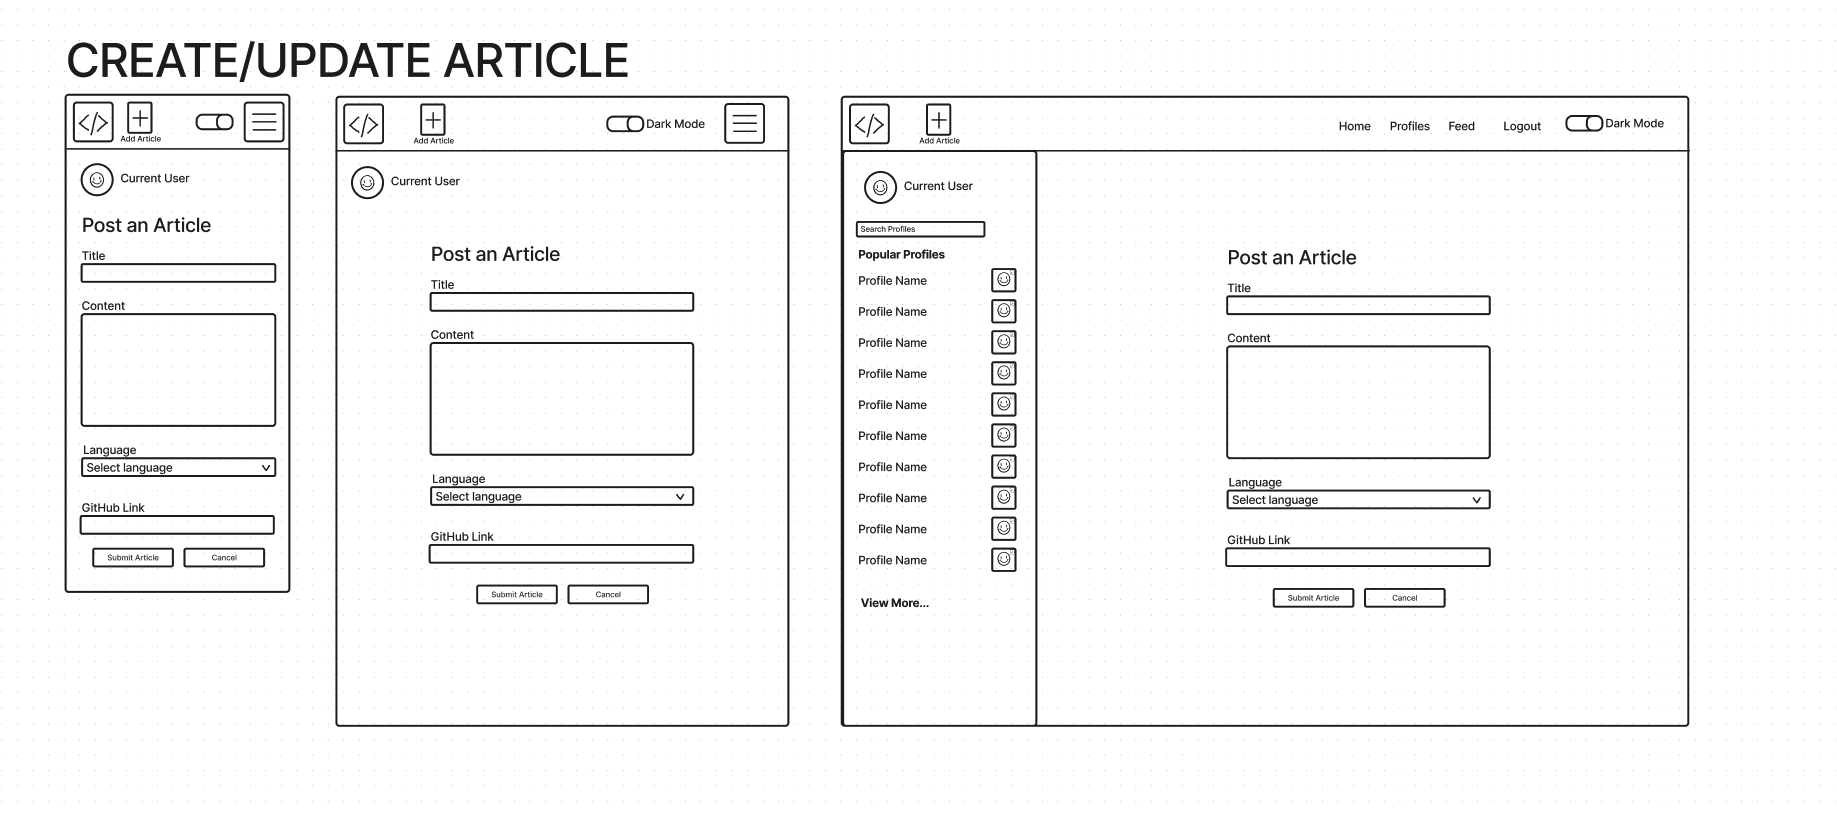 CREATE/UPDATE ARTICLE
</>
Add Article
Current User
Post an Article
Title
Content
Language
Select language
GitHub Link
Submit Article
Cancel
</>
Add Article
Dark Mode
Current User
Post an Article
Title
Content
Language
Select language
GitHub Link
Submit Article
Cancel
</>
Add Article
Home
Profiles
Feed
Logout
Dark Mode
Current User
Search Profiles
Popular Profiles
Profile Name
Profile Name
Profile Name
Profile Name
Profile Name
Profile Name
Profile Name
Profile Name
Profile Name
Profile Name
View More...
Post an Article
Title
Content
Language
Select language
GitHub Link
Submit Article
Cancel